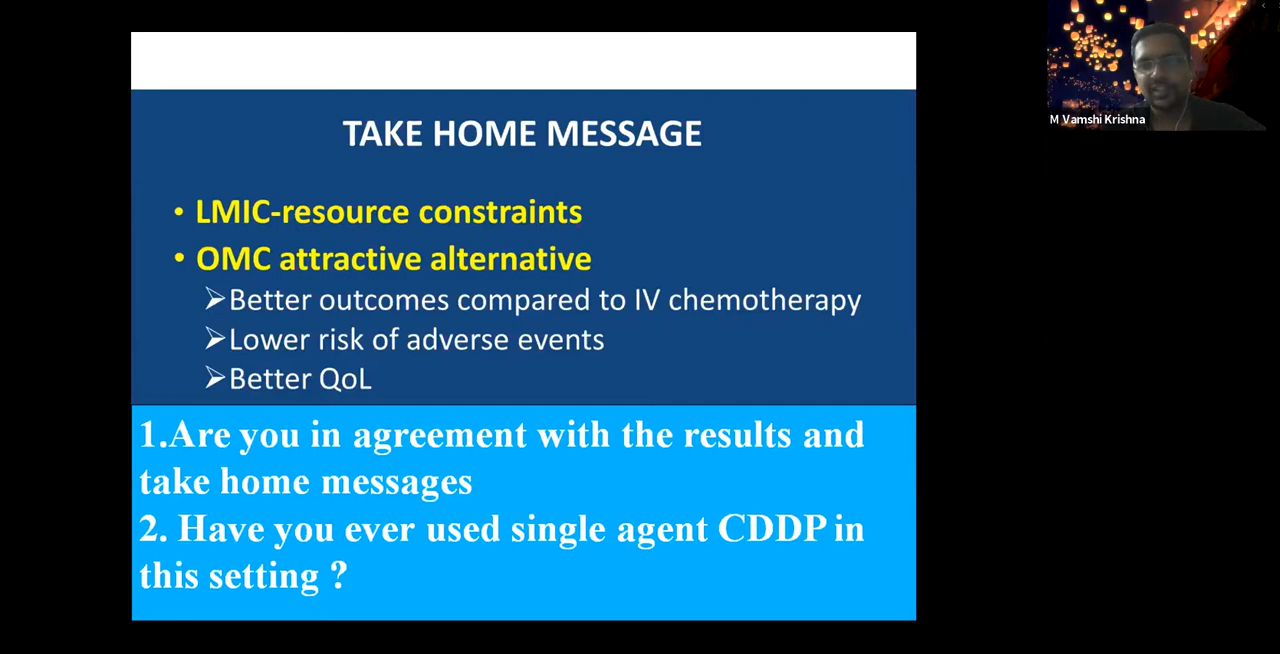 TAKE HOME MESSAGE
• LMIC-resource constraints
• OMC attractive alternative
➢Better outcomes compared to IV chemotherapy
➢Lower risk of adverse events
➢Better QoL
1.Are you in agreement with the results and
take home messages
2. Have you ever used single agent CDDP in
this setting ?
M Vamshi Krishna